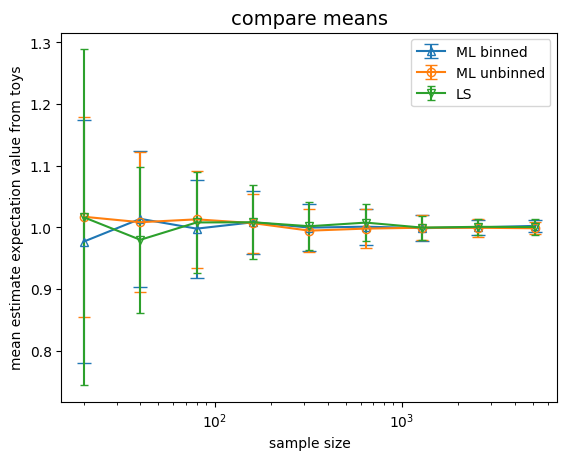 compare means
ML binned
ML unbinned
LS
mean estimate expectation value from toys
1.3
1.2
1.1
1.0
0.9
0.8
10²
10³
sample size